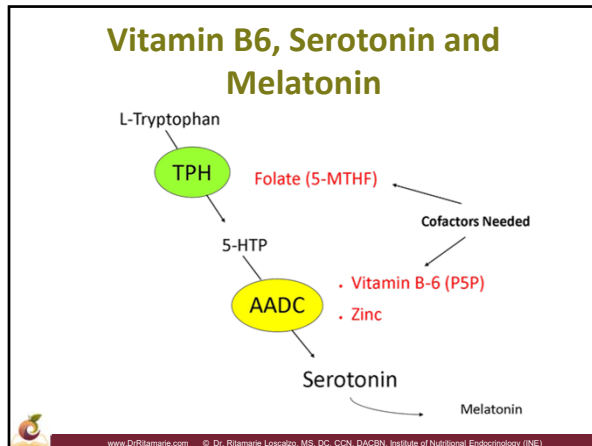 Vitamin B6, Serotonin and
Melatonin
L-Tryptophan
TPH
Folate (5-MTHF)
Cofactors Needed
5-HTP
• Vitamin B-6 (P5P)
AADC
• Zinc
Serotonin
Melatonin
www.DrRitamarie.com © Dr. Ritamarie Loscalzo, MS, DC, CCN, DACBN, Institute of Nutritional Endocrinology (INE)